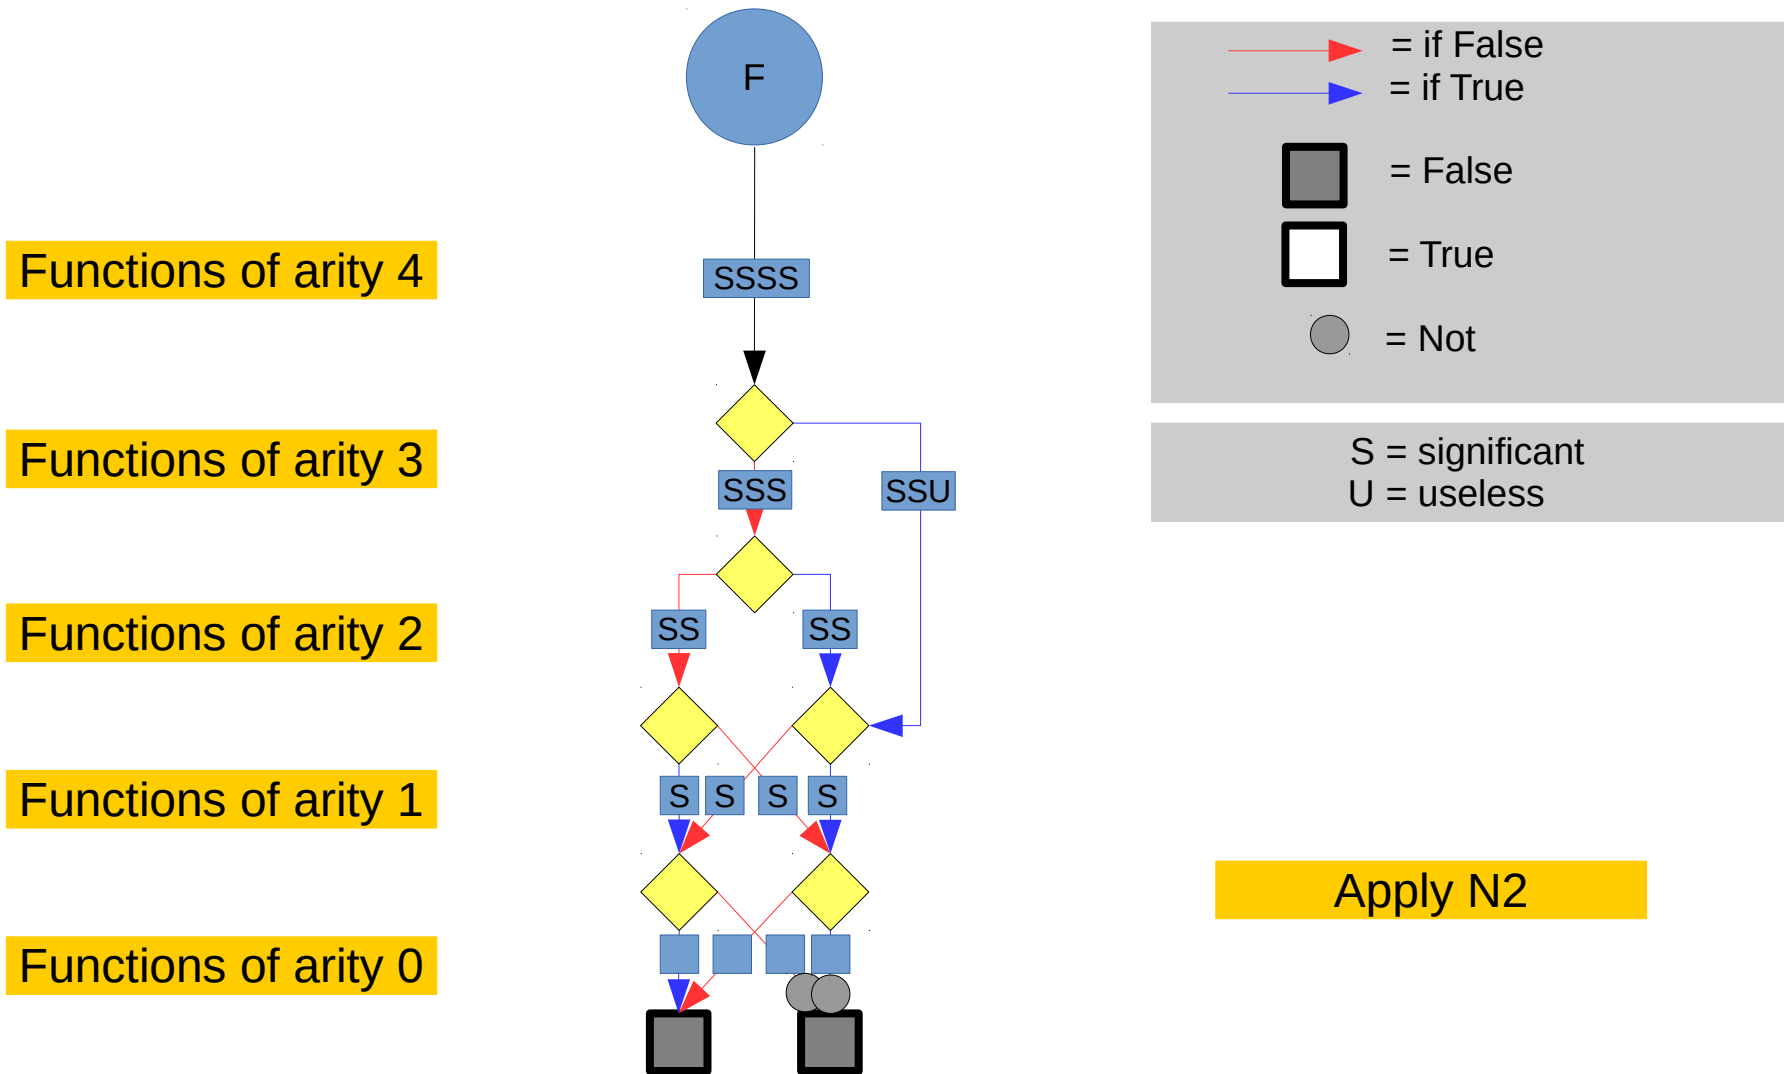 F
= if False
= if True
= False
= True
= Not
Functions of arity 4
SSSS
Functions of arity 3
SSS
SSU
S = significant
U = useless
Functions of arity 2
SS
SS
Functions of arity 1
S
S
S
S
Apply N2
Functions of arity 0